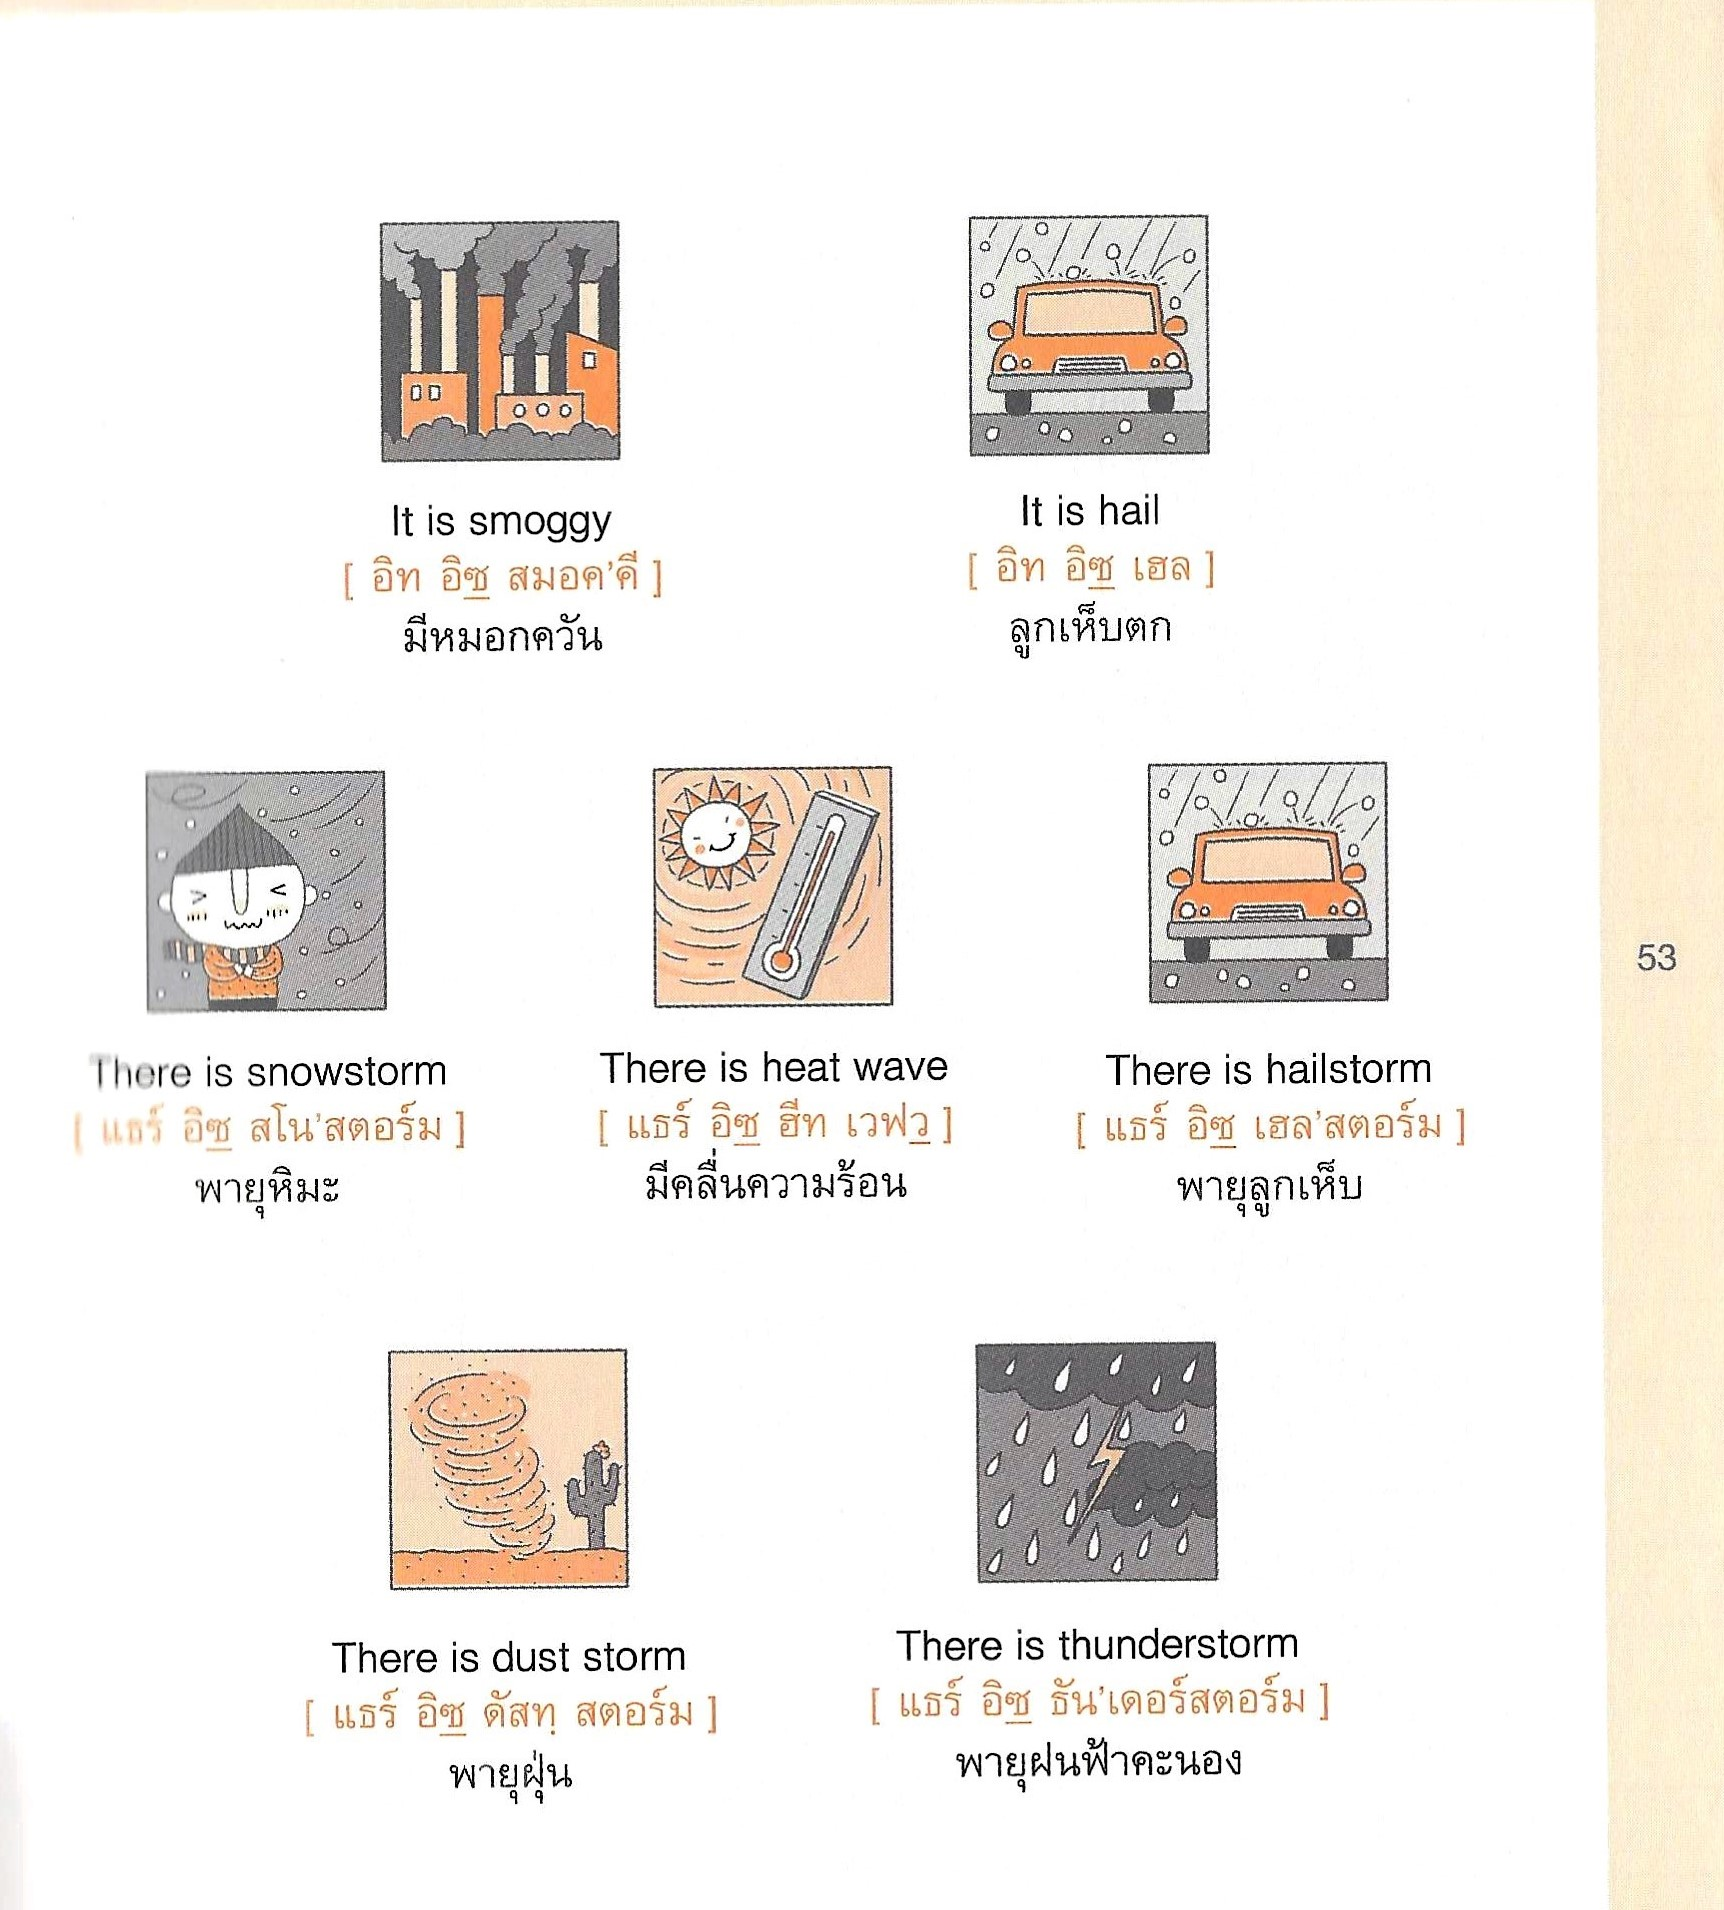 It is smoggy
[ อิท อิซ สมอค'คี ]
มีหมอกควัน
It is hail
[ อิท อิซ เฮล ]
ลูกเห็บตก
There is snowstorm
[ แธร์ อิซ สโน'สตอร์ม ]
พายุหิมะ
There is heat wave
[ แธร์ อิซ ฮีท เวฟว ]
มีคลื่นความร้อน
There is hailstorm
[ แธร์ อิซ เฮล'สตอร์ม ]
พายุลูกเห็บ
53
There is dust storm
[ แธร์ อิซ ดัสทฺ สตอร์ม ]
พายุฝุ่น
There is thunderstorm
[ แธร์ อิซ ธัน'เดอร์สตอร์ม ]
พายุฝนฟ้าคะนอง